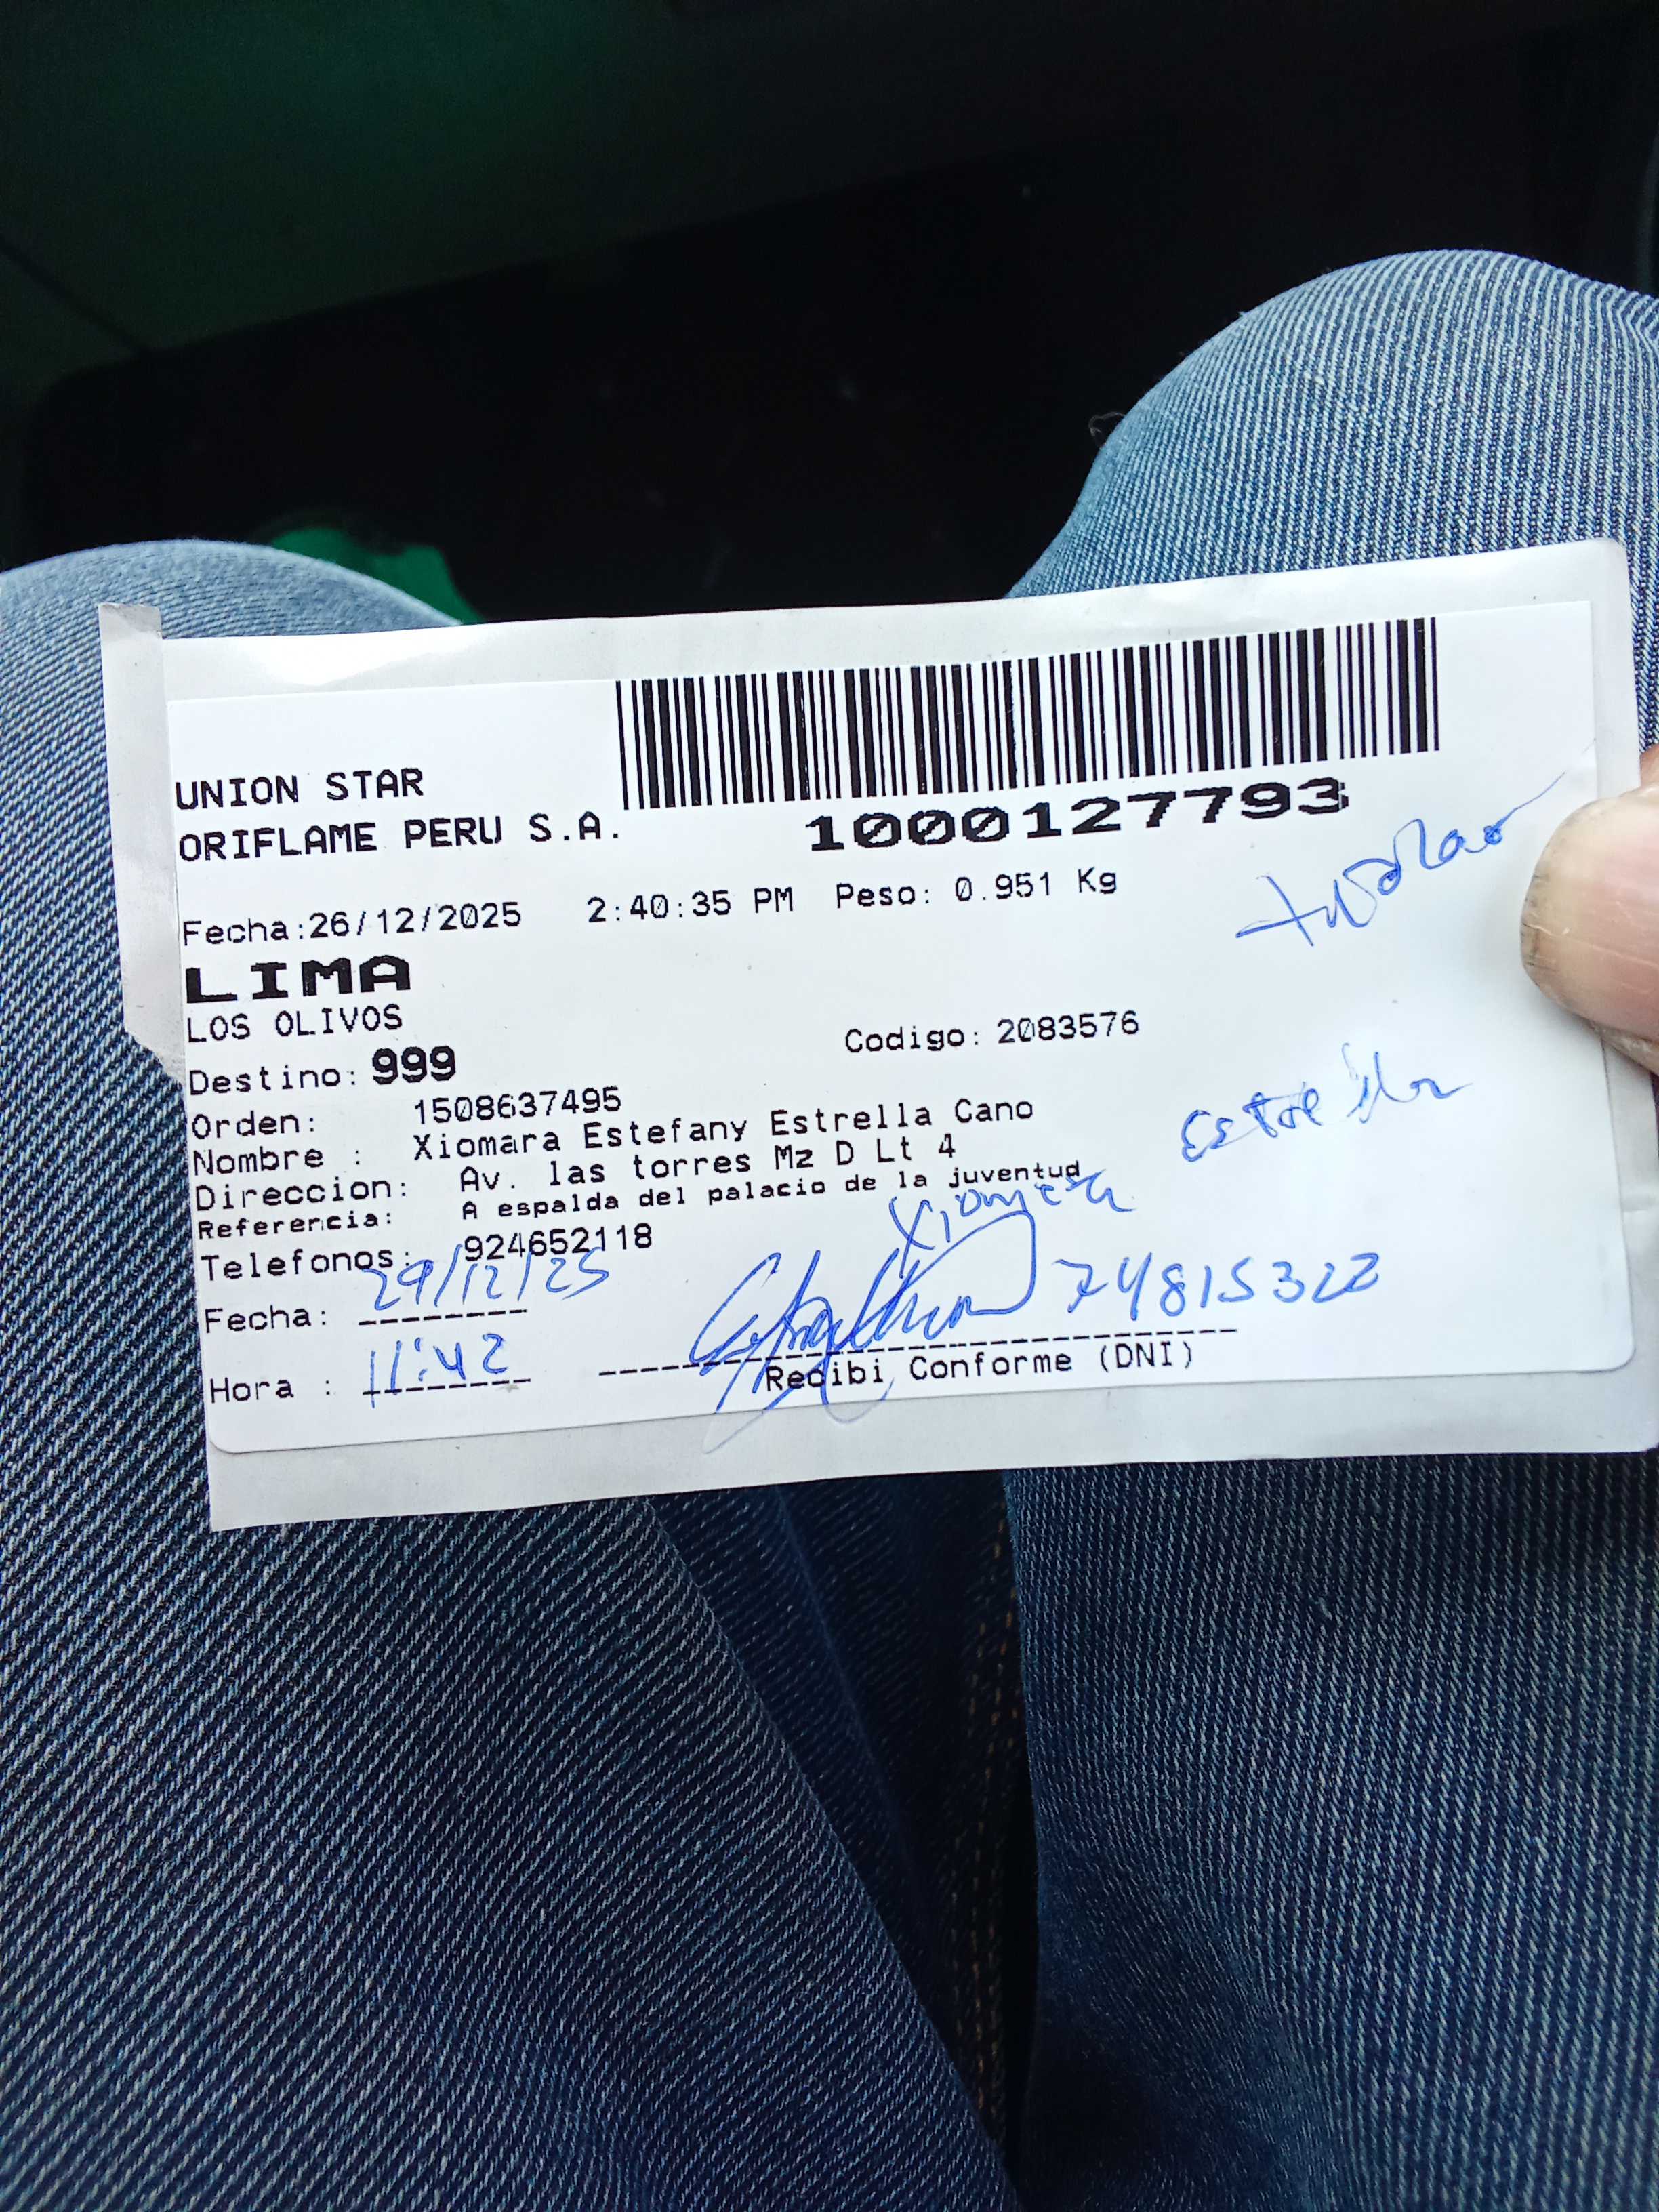 UNION STAR
ORIFLAME PERU S.A.
1000127793
Fecha:26/12/2025 2:40:35 PM Peso: 0.951 Kg
LIMA
LOS OLIVOS
Destino: 999 Codigo: 2083576
Orden: 1508637495
Nombre : Xiomara Estefany Estrella Cano
Direccion: Av. las torres Mz D Lt 4
Referencia: A espalda del palacio de la juventud
Telefonos: 924652118
Estrella
Xiomara
Fecha: 29/12/25
Hora : 11:42
Recibi Conforme (DNI)